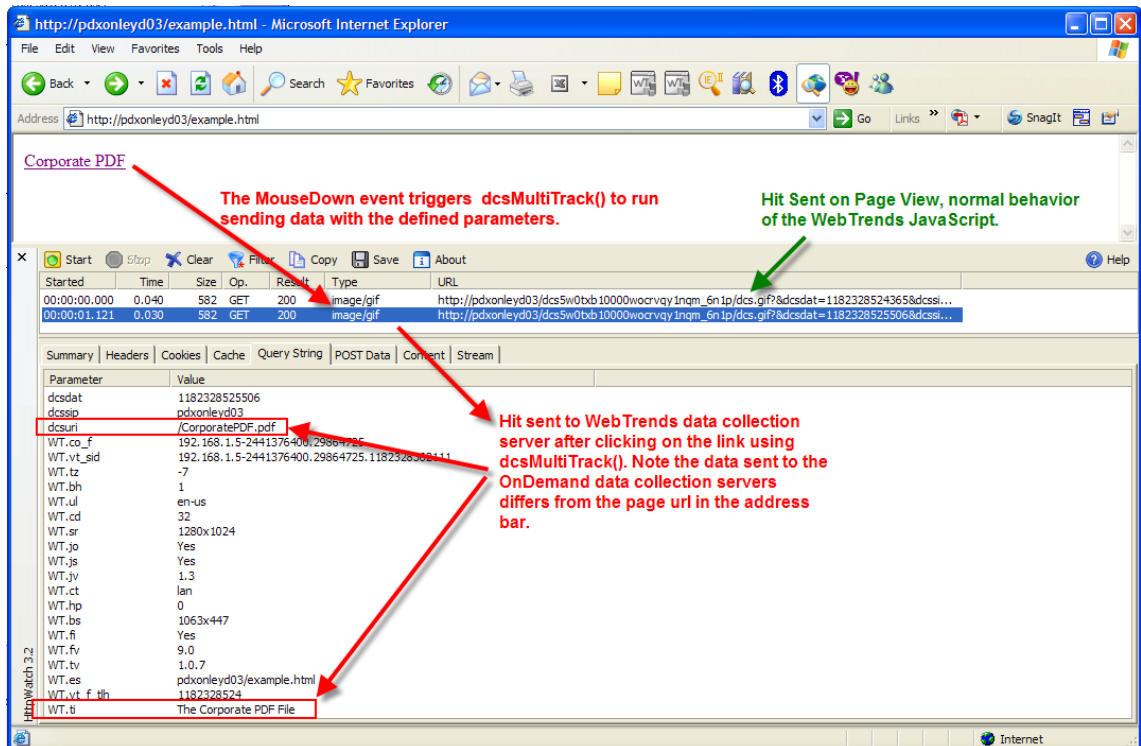 http://pdxonleyd03/example.html - Microsoft Internet Explorer
File Edit View Favorites Tools Help
Back Search Favorites
Address http://pdxonleyd03/example.html Go Links » SnagIt
Corporate PDF
The MouseDown event triggers dcsMultiTrack() to run
sending data with the defined parameters.
Hit Sent on Page View, normal behavior
of the WebTrends JavaScript.
× Start Stop Clear Filter Copy Save About Help
Started Time Size Op. Result Type URL
00:00:00.000 0.040 582 GET 200 image/gif http://pdxonleyd03/dcs5w0txb10000wocrvqy1nqm_6n1p/dcs.gif?&dcsdat=1182328524365&dcssi...
00:00:01.121 0.030 582 GET 200 image/gif http://pdxonleyd03/dcs5w0txb10000wocrvqy1nqm_6n1p/dcs.gif?&dcsdat=1182328525506&dcssi...
Summary Headers Cookies Cache Query String POST Data Content Stream
Parameter Value
dcsdat 1182328525506
dcssip pdxonleyd03
dcsuri /CorporatePDF.pdf
WT.co_f 192.168.1.5-2441376400.29864725
WT.vt_sid
WT.tz -7
WT.bh 1
WT.ul en-us
WT.cd 32
WT.sr 1280x1024
WT.jo Yes
WT.js Yes
WT.jv 1.3
WT.ct lan
WT.hp 0
WT.bs 1063x447
WT.fi Yes
WT.fv 9.0
WT.tv 1.0.7
WT.es pdxonleyd03/example.html
WT.vt_f_tlh 1182328524
WT.ti The Corporate PDF File
Hit sent to WebTrends data collection
server after clicking on the link using
dcsMultiTrack(). Note the data sent to the
OnDemand data collection servers
differs from the page url in the address
bar.
HttpWatch 3.2
Internet